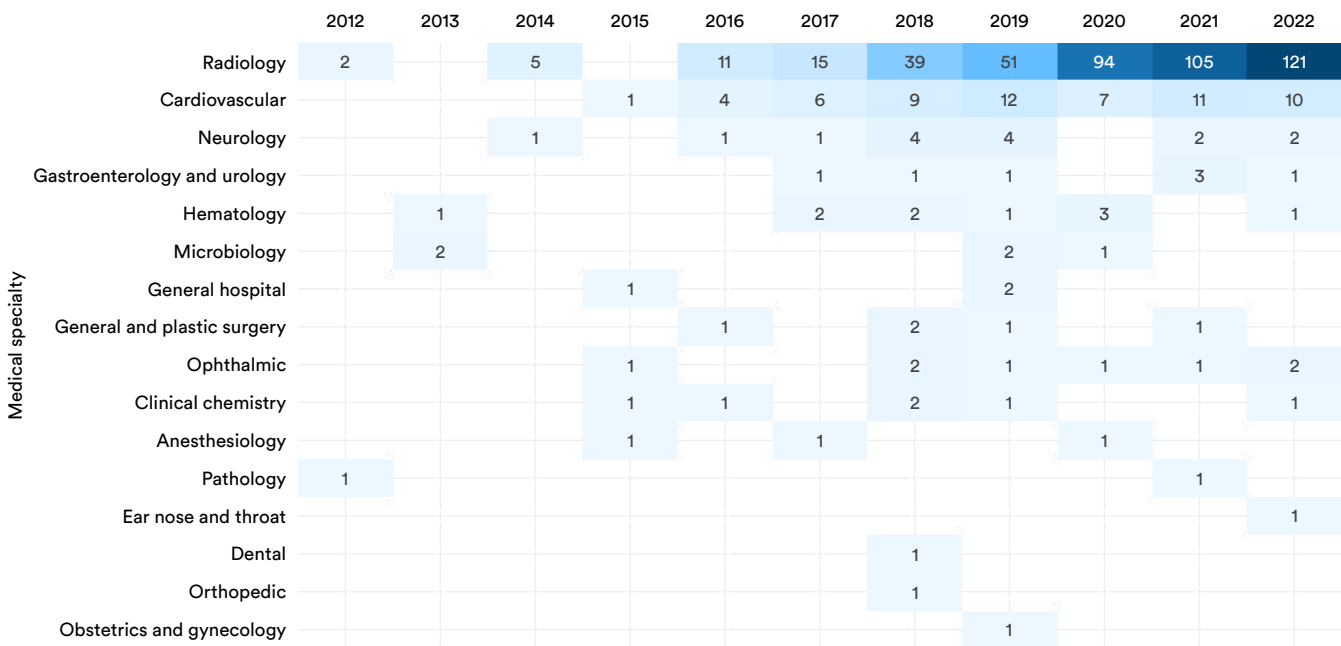 2012 2013 2014 2015 2016 2017 2018 2019 2020 2021 2022
Radiology 2 5 11 15 39 51 94 105 121
Cardiovascular 1 4 6 9 12 7 11 10
Neurology 1 1 1 4 4 2 2
Gastroenterology and urology 1 1 1 3 1
Hematology 1 2 2 1 3 1
Microbiology 2 2 1
General hospital 1 2
General and plastic surgery 1 2 1 1
Ophthalmic 1 2 1 1 1 2
Clinical chemistry 1 1 2 1 1
Anesthesiology 1 1 1
Pathology 1 1
Ear nose and throat 1
Dental 1
Orthopedic 1
Obstetrics and gynecology 1
Medical specialty